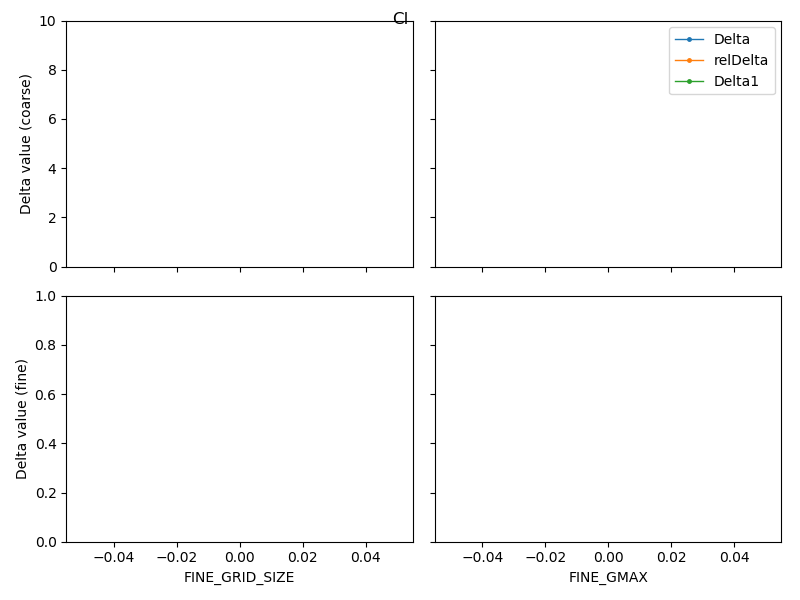 Cl
Delta value (coarse)
10
8
6
4
2
0
Delta
relDelta
Delta1
Delta value (fine)
1.0
0.8
0.6
0.4
0.2
0.0
−0.04 −0.02 0.00 0.02 0.04
FINE_GRID_SIZE
−0.04 −0.02 0.00 0.02 0.04
FINE_GMAX